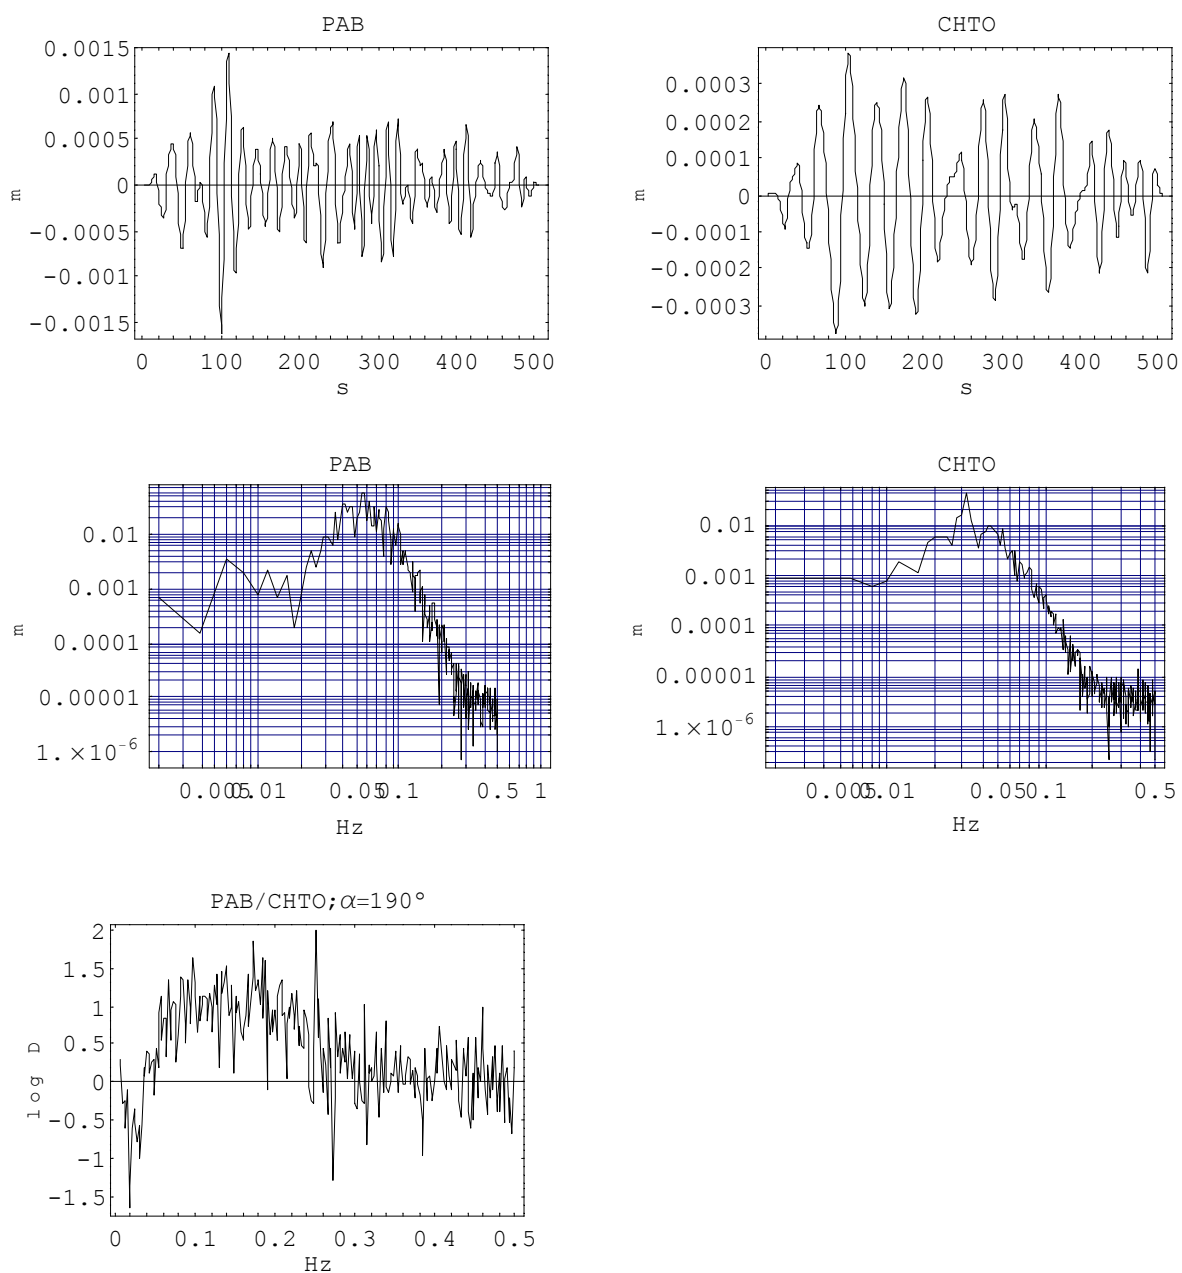 PAB
0.0015
0.001
0.0005
0
-0.0005
-0.001
-0.0015
m
0 100 200 300 400 500
s
CHTO
0.0003
0.0002
0.0001
0
-0.0001
-0.0002
-0.0003
m
0 100 200 300 400 500
s
PAB
0.01
0.001
0.0001
0.00001
1.×10⁻⁶
m
0.005 0.01 0.05 0.1 0.5 1
Hz
CHTO
0.01
0.001
0.0001
0.00001
1.×10⁻⁶
m
0.005 0.01 0.05 0.1 0.5
Hz
PAB/CHTO;α=190°
2
1.5
1
0.5
0
-0.5
-1
-1.5
log D
0 0.1 0.2 0.3 0.4 0.5
Hz